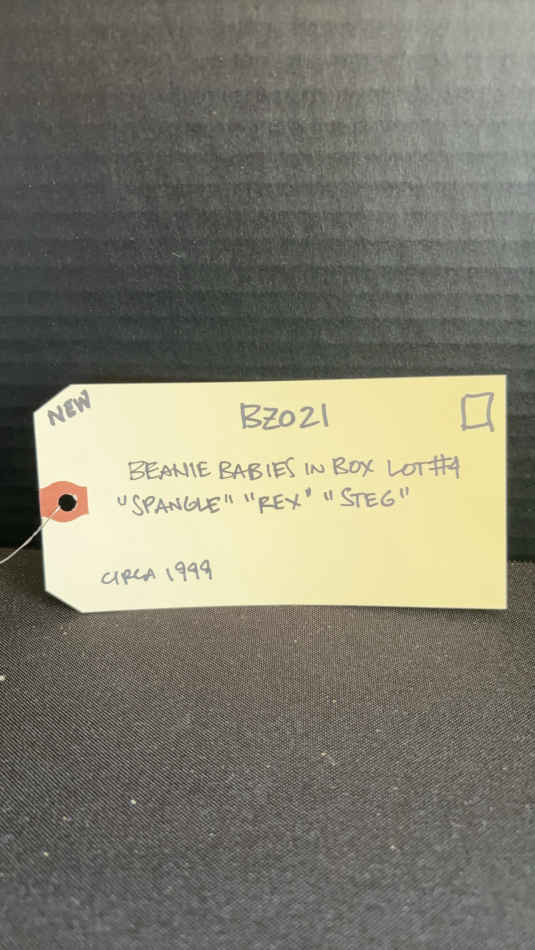 NEW
BZ021
BEANIE BABIES IN BOX LOT #4
"SPANGLE" "REX" "STEG"
CIRCA 1999